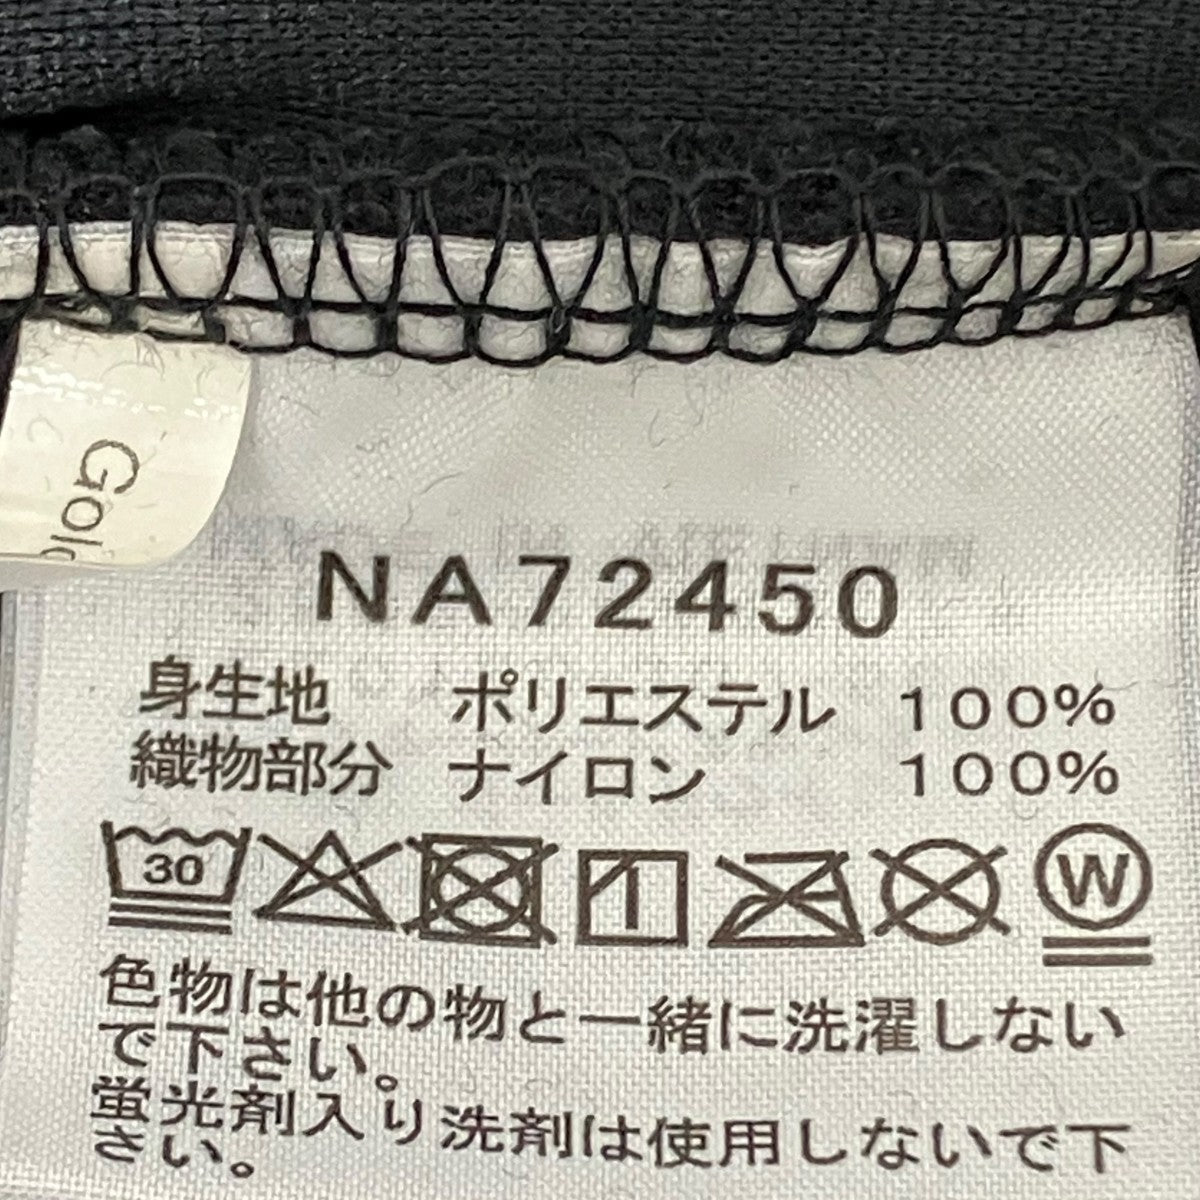 Gol
NA72450
身生地 ポリエステル 100%
織物部分 ナイロン 100%
30
W
色物は他の物と一緒に洗濯しない
で下さい。
蛍光剤入り洗剤は使用しないで下
さい。